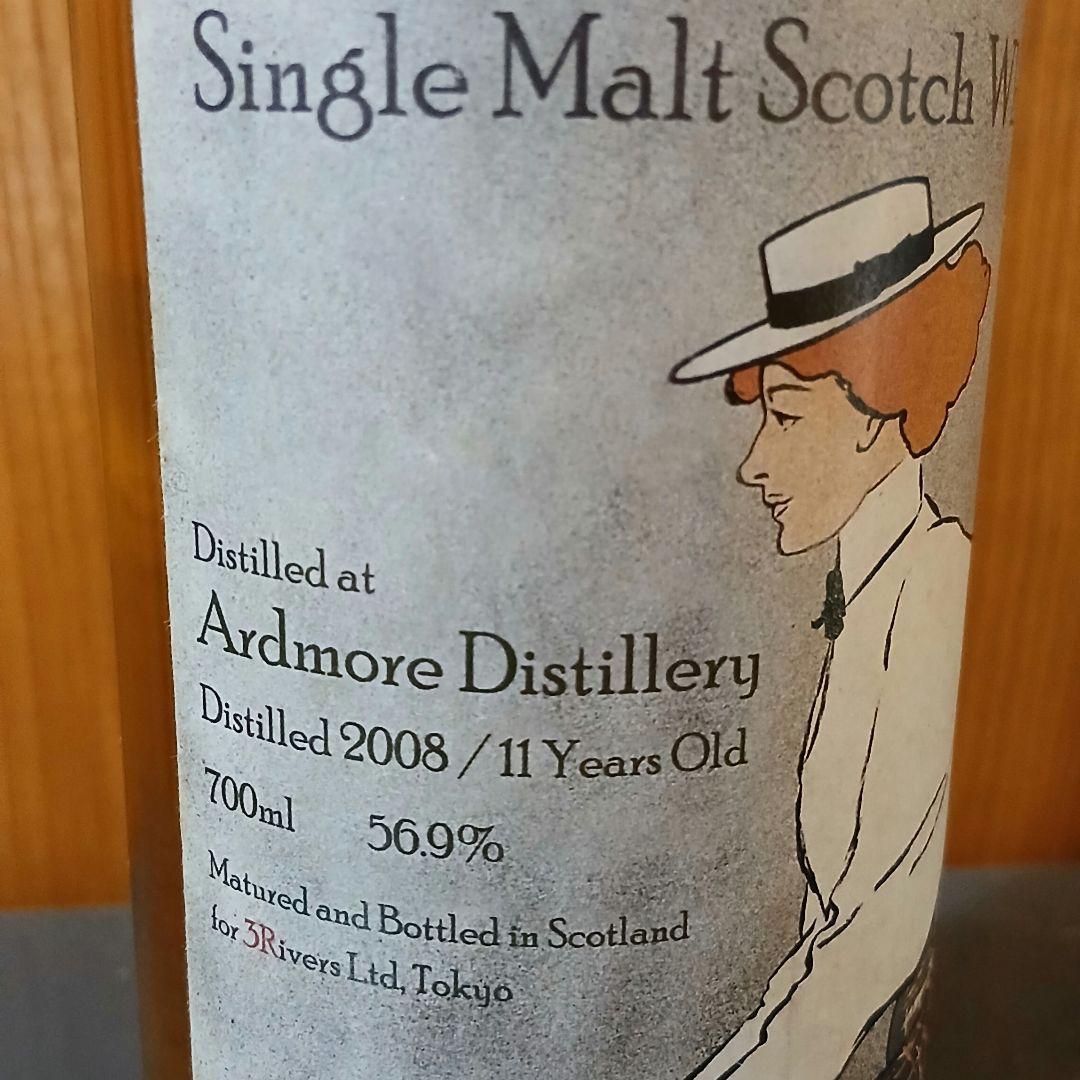 Single Malt Scotch
Distilled at
Ardmore Distillery
Distilled 2008 / 11 Years Old
700ml 56.9%
Matured and Bottled in Scotland
for 3Rivers Ltd, Tokyo